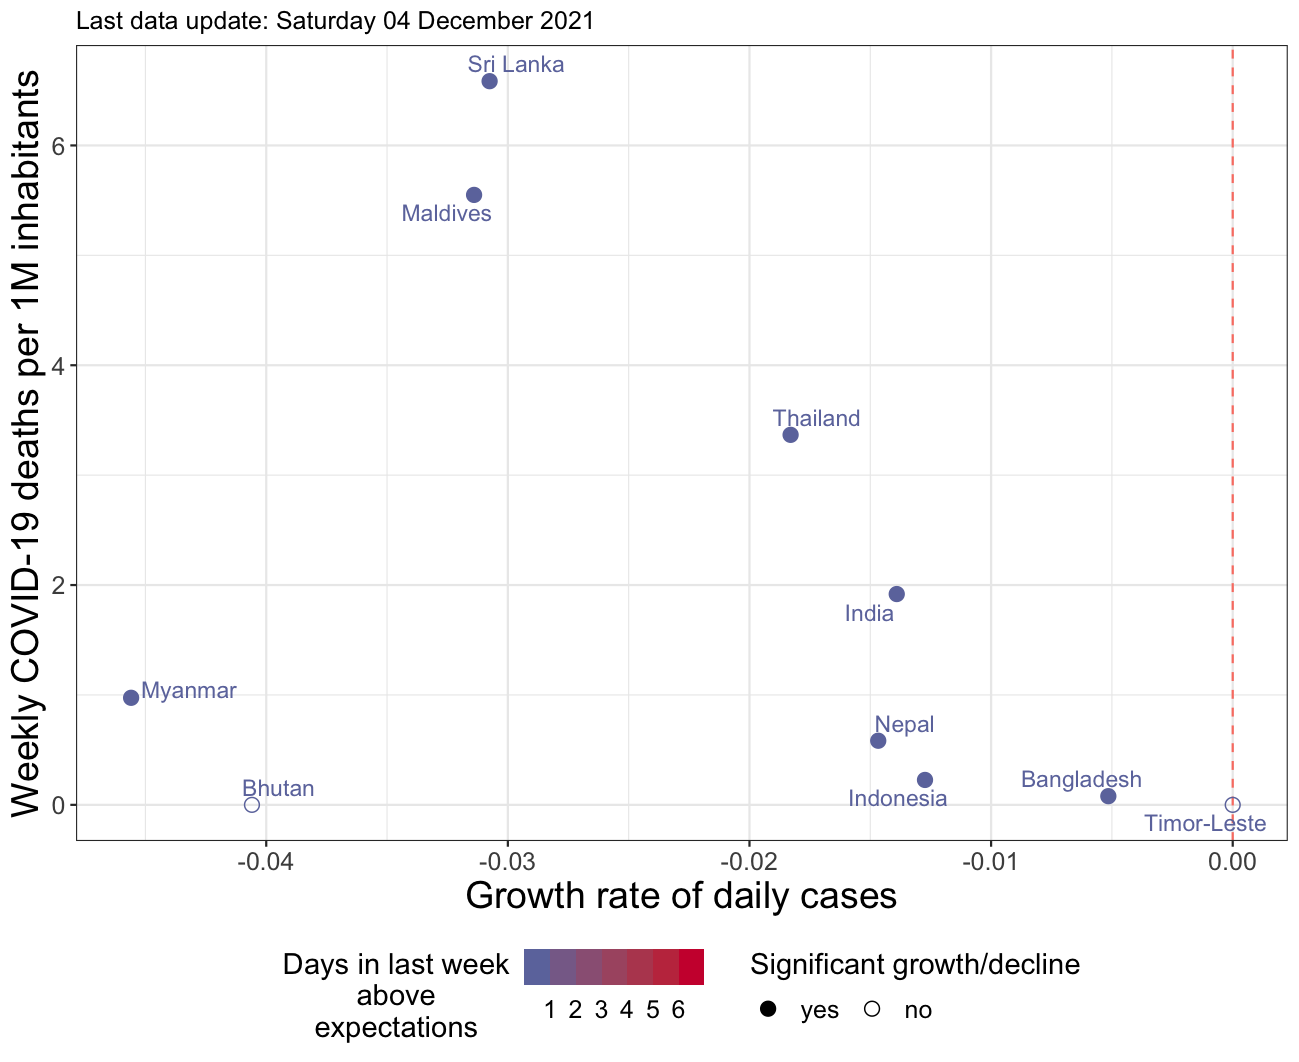 Last data update: Saturday 04 December 2021
Weekly COVID-19 deaths per 1M inhabitants
6
4
2
0
Sri Lanka
Maldives
Thailand
India
Myanmar
Nepal
Bhutan
Bangladesh
Indonesia
Timor-Leste
-0.04 -0.03 -0.02 -0.01 0.00
Growth rate of daily cases
Days in last week
above
expectations
1 2 3 4 5 6
Significant growth/decline
yes no